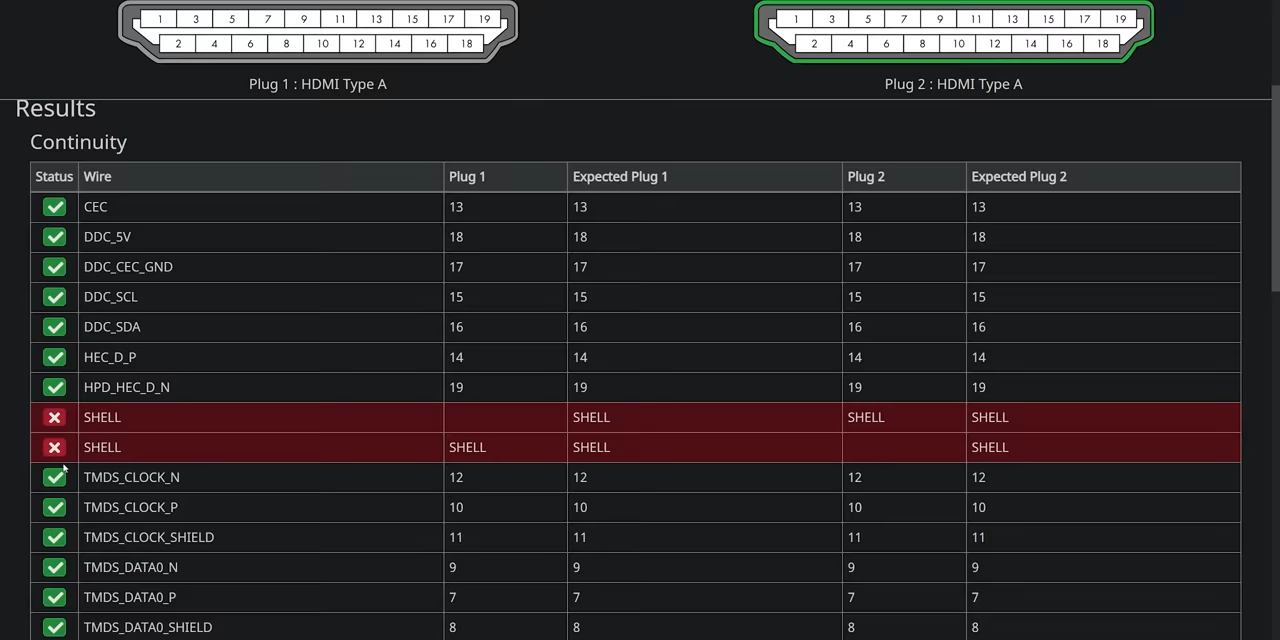 1 3 5 7 9 11 13 15 17 19
2 4 6 8 10 12 14 16 18
Plug 1 : HDMI Type A
1 3 5 7 9 11 13 15 17 19
2 4 6 8 10 12 14 16 18
Plug 2 : HDMI Type A
Results
Continuity
Status Wire Plug 1 Expected Plug 1 Plug 2 Expected Plug 2
CEC 13 13 13 13
DDC_5V 18 18 18 18
DDC_CEC_GND 17 17 17 17
DDC_SCL 15 15 15 15
DDC_SDA 16 16 16 16
HEC_D_P 14 14 14 14
HPD_HEC_D_N 19 19 19 19
SHELL SHELL SHELL SHELL
SHELL SHELL SHELL SHELL
TMDS_CLOCK_N 12 12 12 12
TMDS_CLOCK_P 10 10 10 10
TMDS_CLOCK_SHIELD 11 11 11 11
TMDS_DATA0_N 9 9 9 9
TMDS_DATA0_P 7 7 7 7
TMDS_DATA0_SHIELD 8 8 8 8